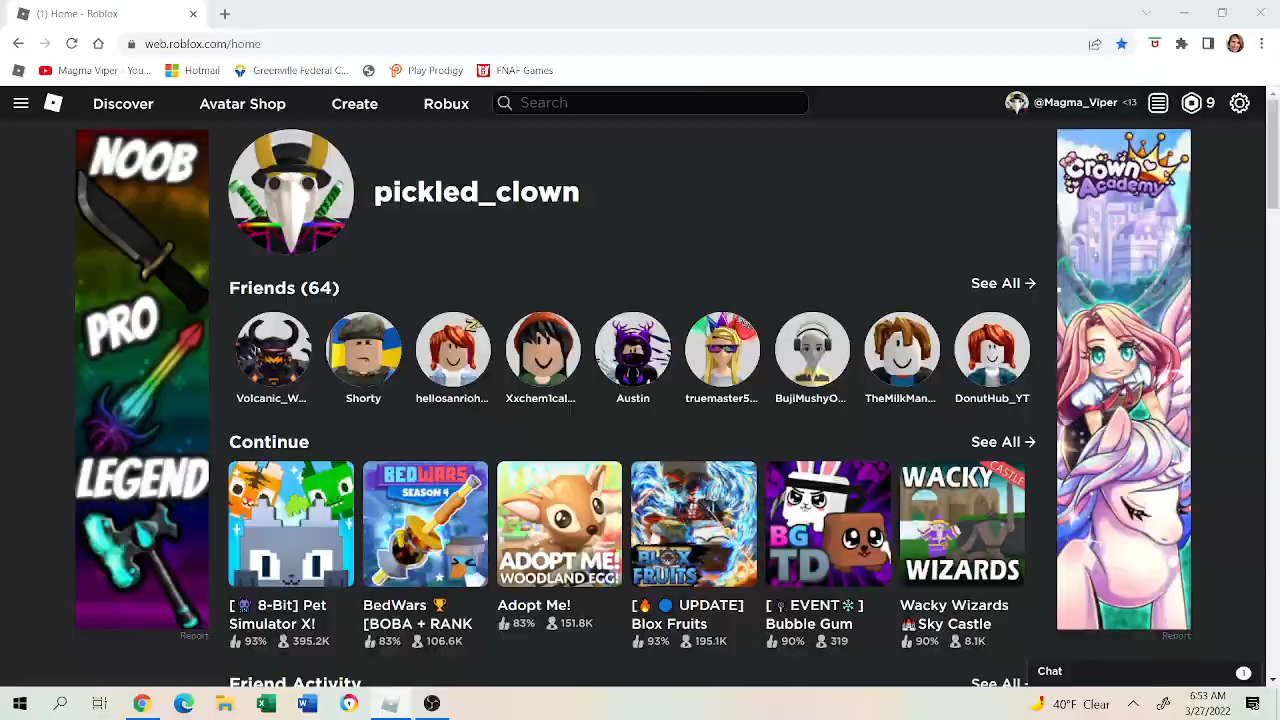 (1) Home - Roblox
web.roblox.com/home
Magma Viper - You...
Hotmail
Greenville Federal C...
Play Prodigy
FNAF Games
Discover
Avatar Shop
Create
Robux
Search
@Magma_Viper <13
9
NOOB
PRO
LEGEND
Report
pickled_clown
Crown Academy
Report
Friends (64)
See All →
Volcanic_W...
Shorty
hellosanrioh...
Xxchem1cal...
Austin
truemaster5...
BujiMushyO...
TheMilkMan...
DonutHub_YT
Continue
See All →
BEDWARS
SEASON 4
ADOPT ME!
WOODLAND EGG!
BLOX FRUITS
BG TD
WACKY WIZARDS
CASTLE
[👾 8-Bit] Pet Simulator X!
93% 395.2K
BedWars 🏆 [BOBA + RANK
83% 106.6K
Adopt Me!
83% 151.8K
[🔥🔵 UPDATE] Blox Fruits
93% 195.1K
[ EVENT❄ ] Bubble Gum
90% 319
Wacky Wizards 🏰Sky Castle
90% 8.1K
Friend Activity
See All
Chat
1
40°F Clear
6:53 AM
3/27/2022